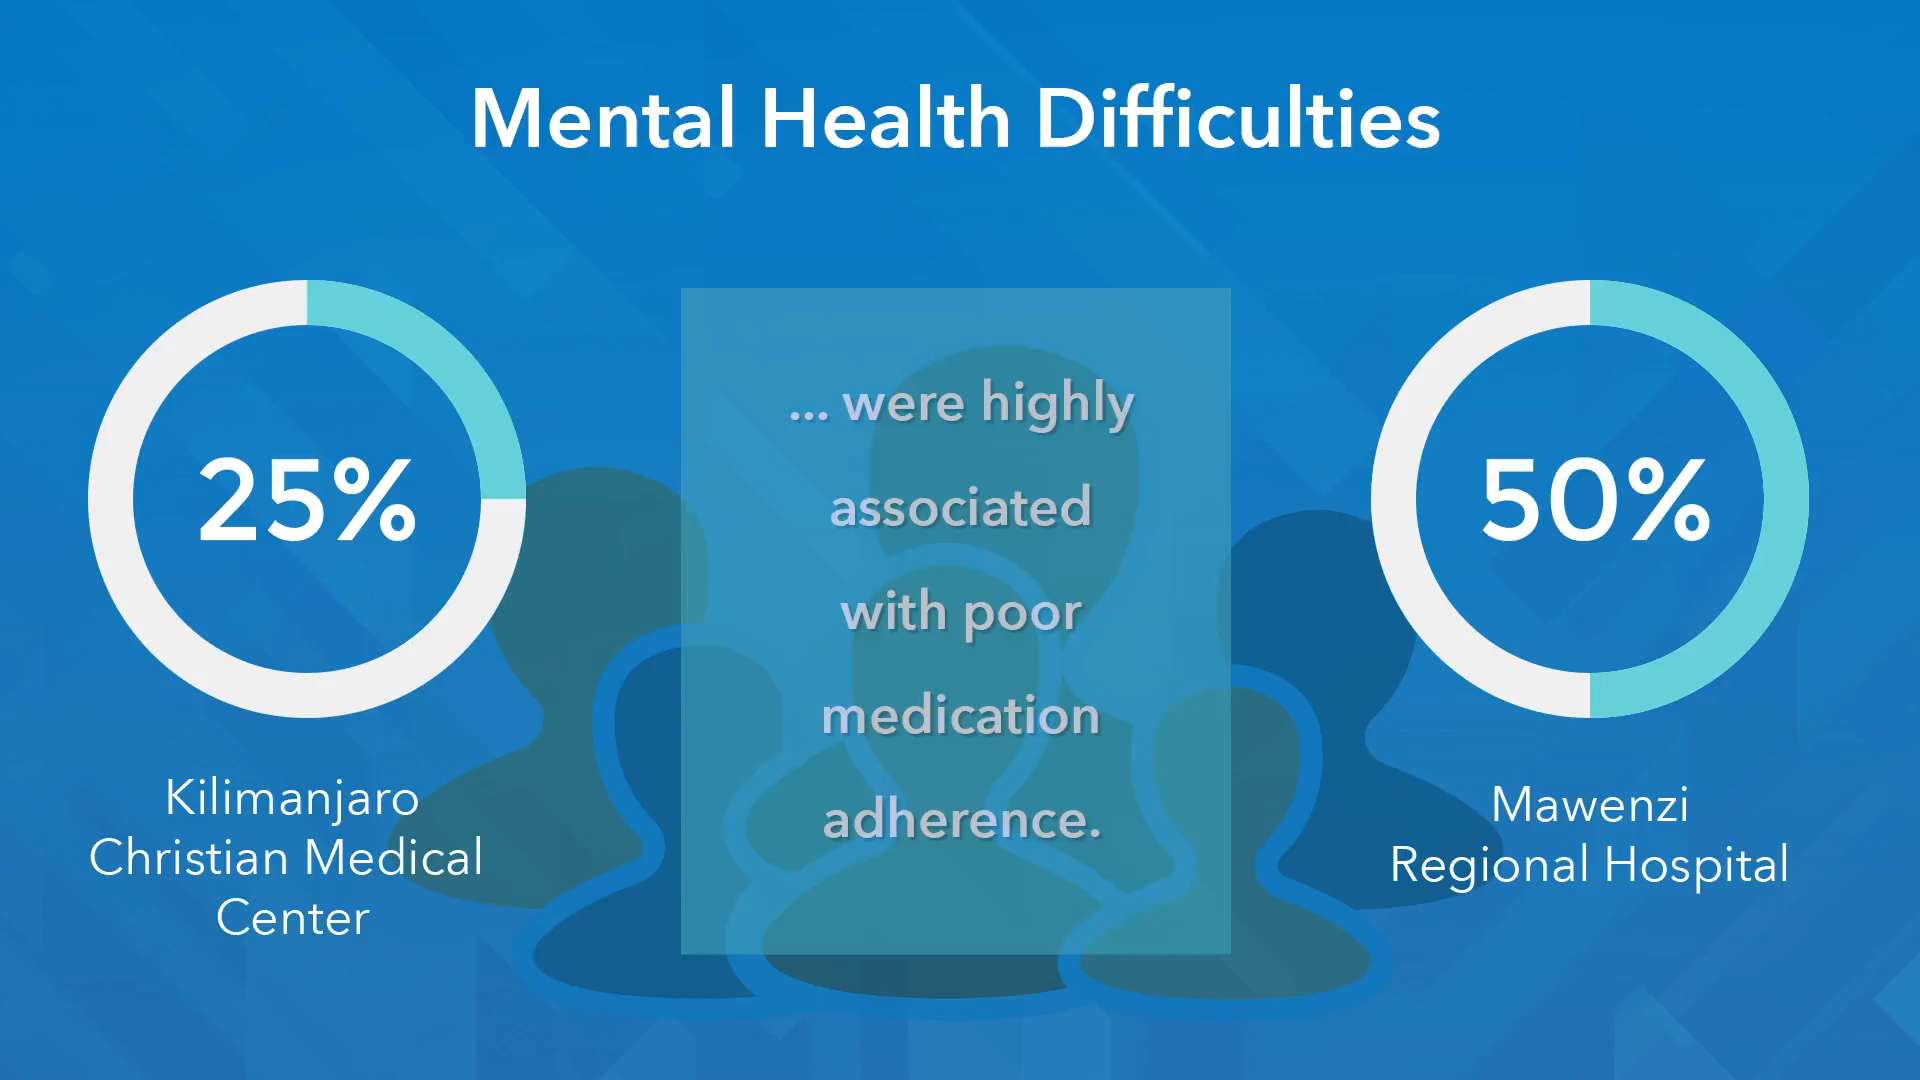 Mental Health Difficulties
25%
Kilimanjaro
Christian Medical
Center
... were highly
associated
with poor
medication
adherence.
50%
Mawenzi
Regional Hospital